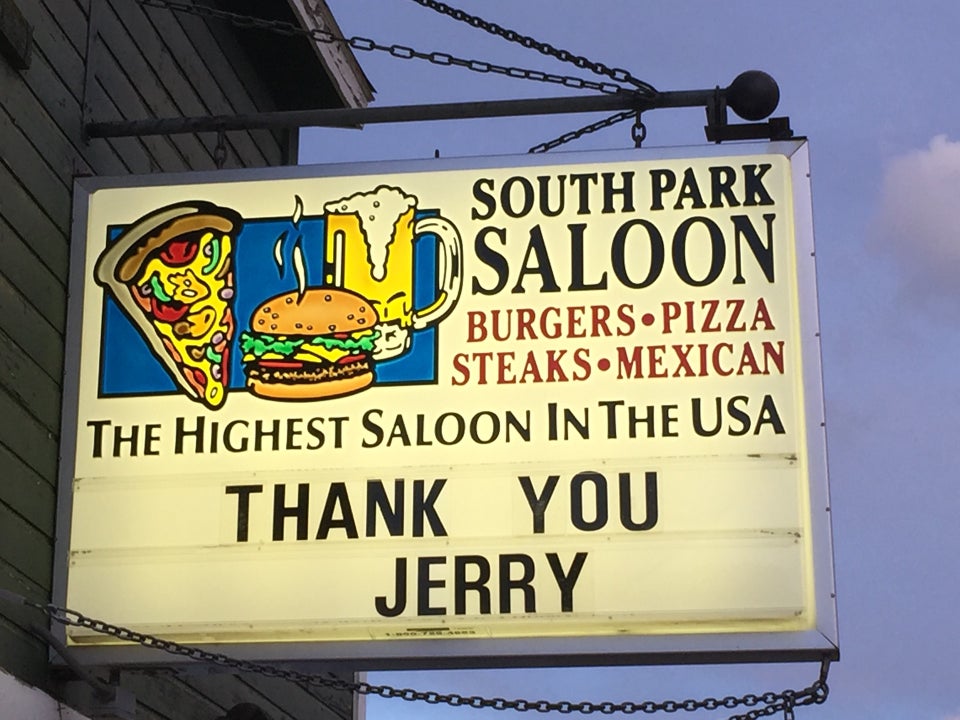 SOUTH PARK
SALOON
BURGERS•PIZZA
STEAKS•MEXICAN
THE HIGHEST SALOON IN THE USA
THANK YOU
JERRY